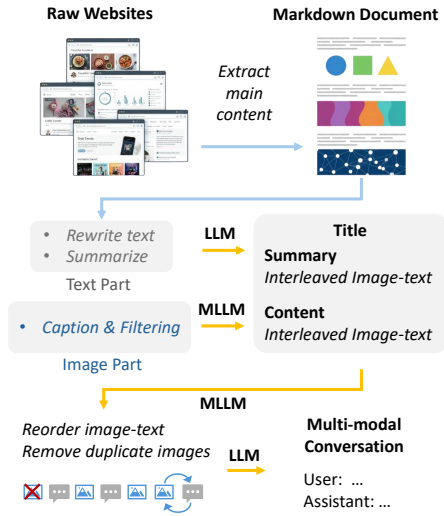 Raw Websites
Markdown Document
Extract
main
content
• Rewrite text
• Summarize
Text Part
LLM
Title
Summary
Interleaved Image-text
• Caption & Filtering
Image Part
MLLM
Content
Interleaved Image-text
MLLM
Reorder image-text
Remove duplicate images
LLM
Multi-modal
Conversation
User: ...
Assistant: ...